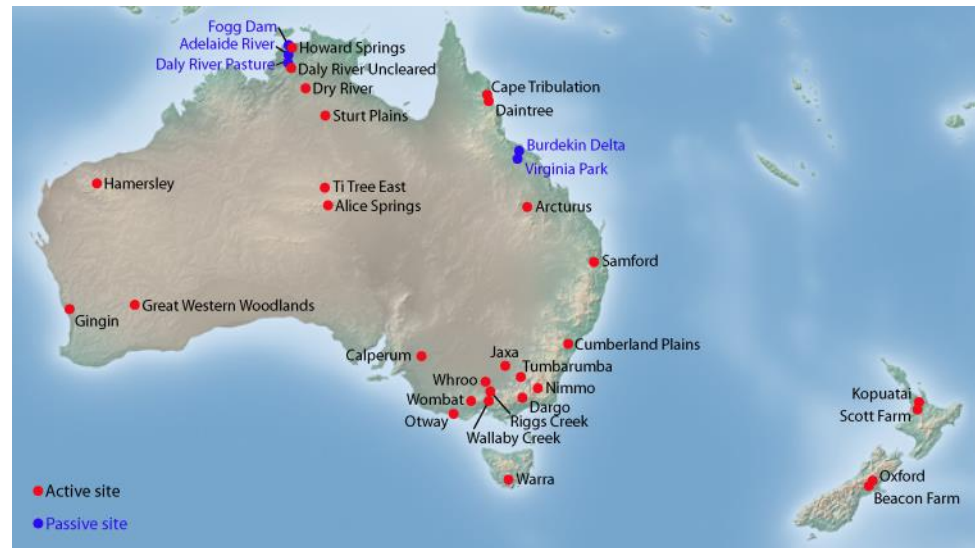 Fogg Dam
Adelaide River
Howard Springs
Daly River Pasture
Daly River Uncleared
Dry River
Cape Tribulation
Daintree
Sturt Plains
Burdekin Delta
Virginia Park
Hamersley
Ti Tree East
Alice Springs
Arcturus
Samford
Great Western Woodlands
Gingin
Cumberland Plains
Calperum
Jaxa
Tumbarumba
Whroo
Nimmo
Kopuatai
Wombat
Dargo
Scott Farm
Otway
Riggs Creek
Wallaby Creek
Warra
Oxford
Beacon Farm
Active site
Passive site